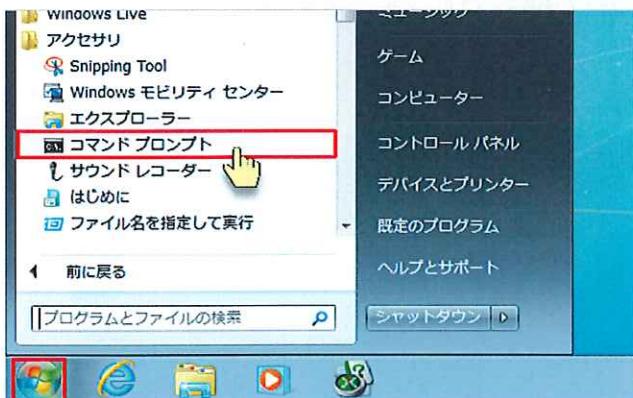 Windows Live
アクセサリ
Snipping Tool
Windows モビリティ センター
エクスプローラー
コマンド プロンプト
サウンド レコーダー
はじめに
ファイル名を指定して実行
前に戻る
プログラムとファイルの検索
ミュージック
ゲーム
コンピューター
コントロール パネル
デバイスとプリンター
既定のプログラム
ヘルプとサポート
シャットダウン